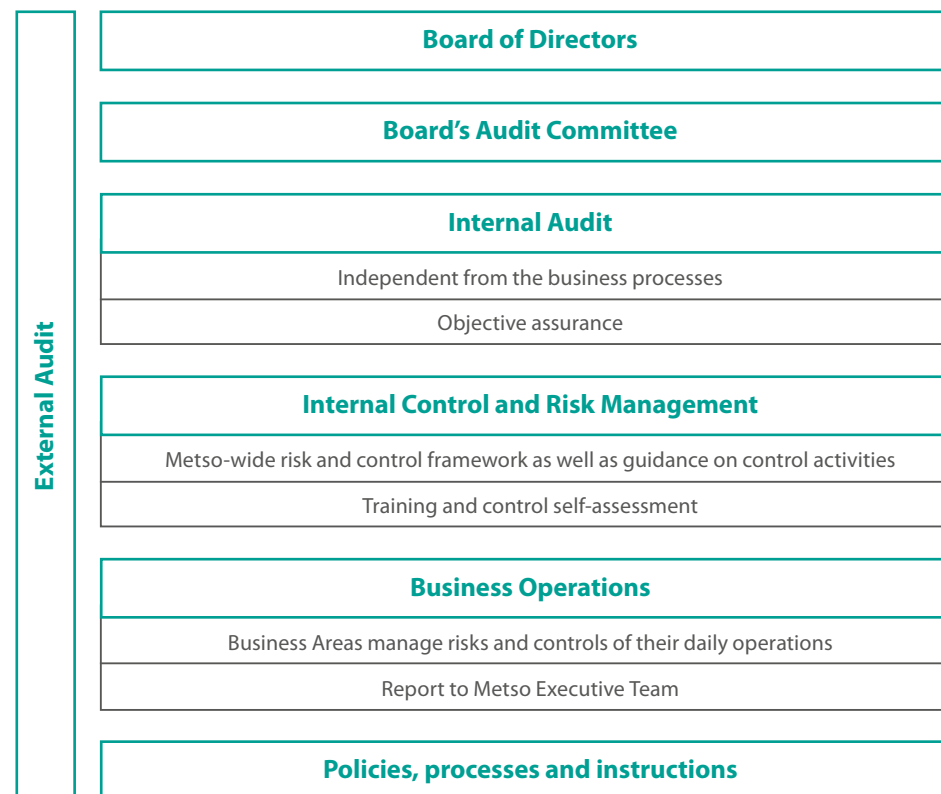 External Audit
Board of Directors
Board’s Audit Committee
Internal Audit
Independent from the business processes
Objective assurance
Internal Control and Risk Management
Metso-wide risk and control framework as well as guidance on control activities
Training and control self-assessment
Business Operations
Business Areas manage risks and controls of their daily operations
Report to Metso Executive Team
Policies, processes and instructions